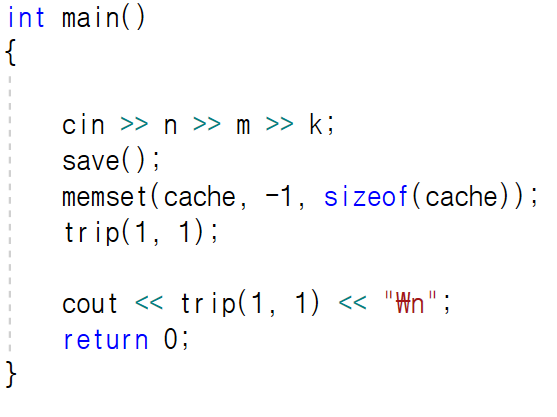 int main()
{
cin >> n >> m >> k;
save();
memset(cache, -1, sizeof(cache));
trip(1, 1);
cout << trip(1, 1) << "₩n";
return 0;
}